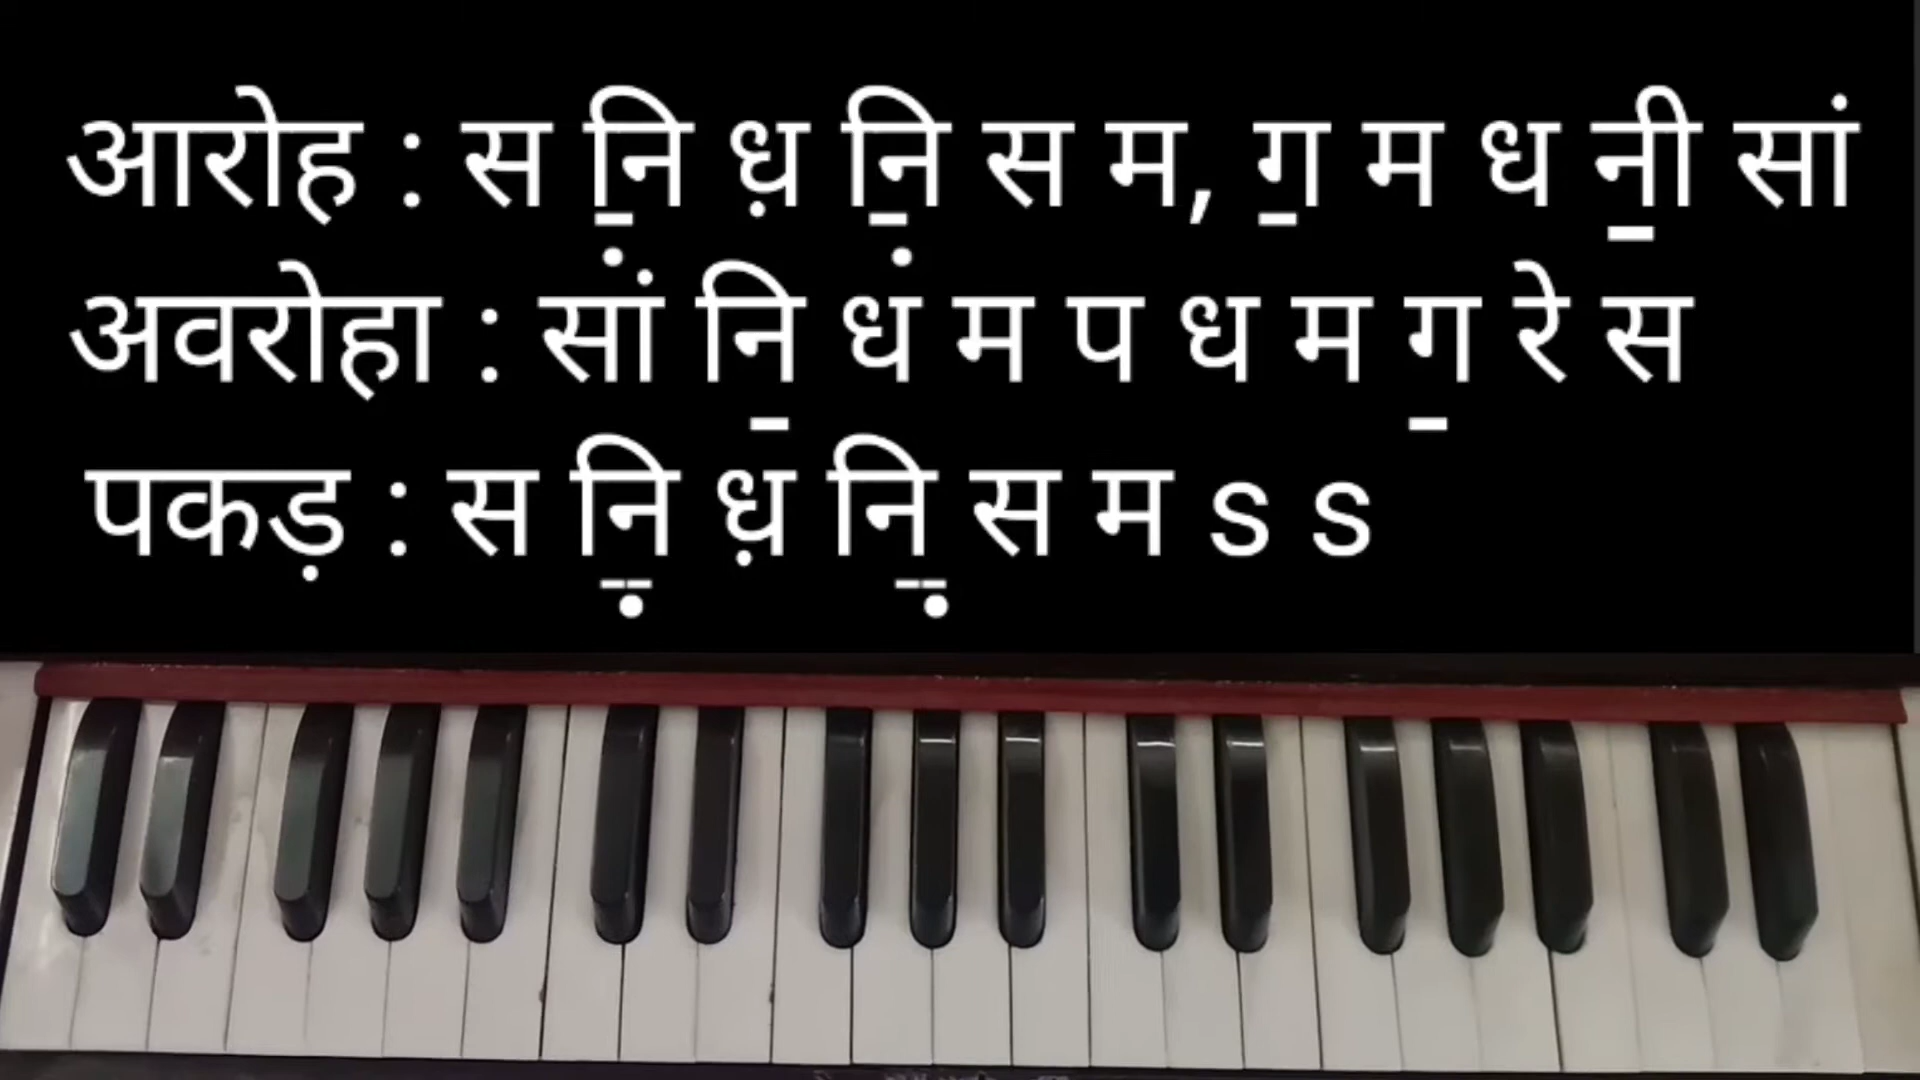 आरोह : स नि॒ ध़ नि॒ स म, ग॒ म ध नी॒ सां
अवरोहा : सां नि॒ धं म प ध म ग॒ रे स
पकड़ : स ऩि॒ ध़ ऩि॒ स म s s